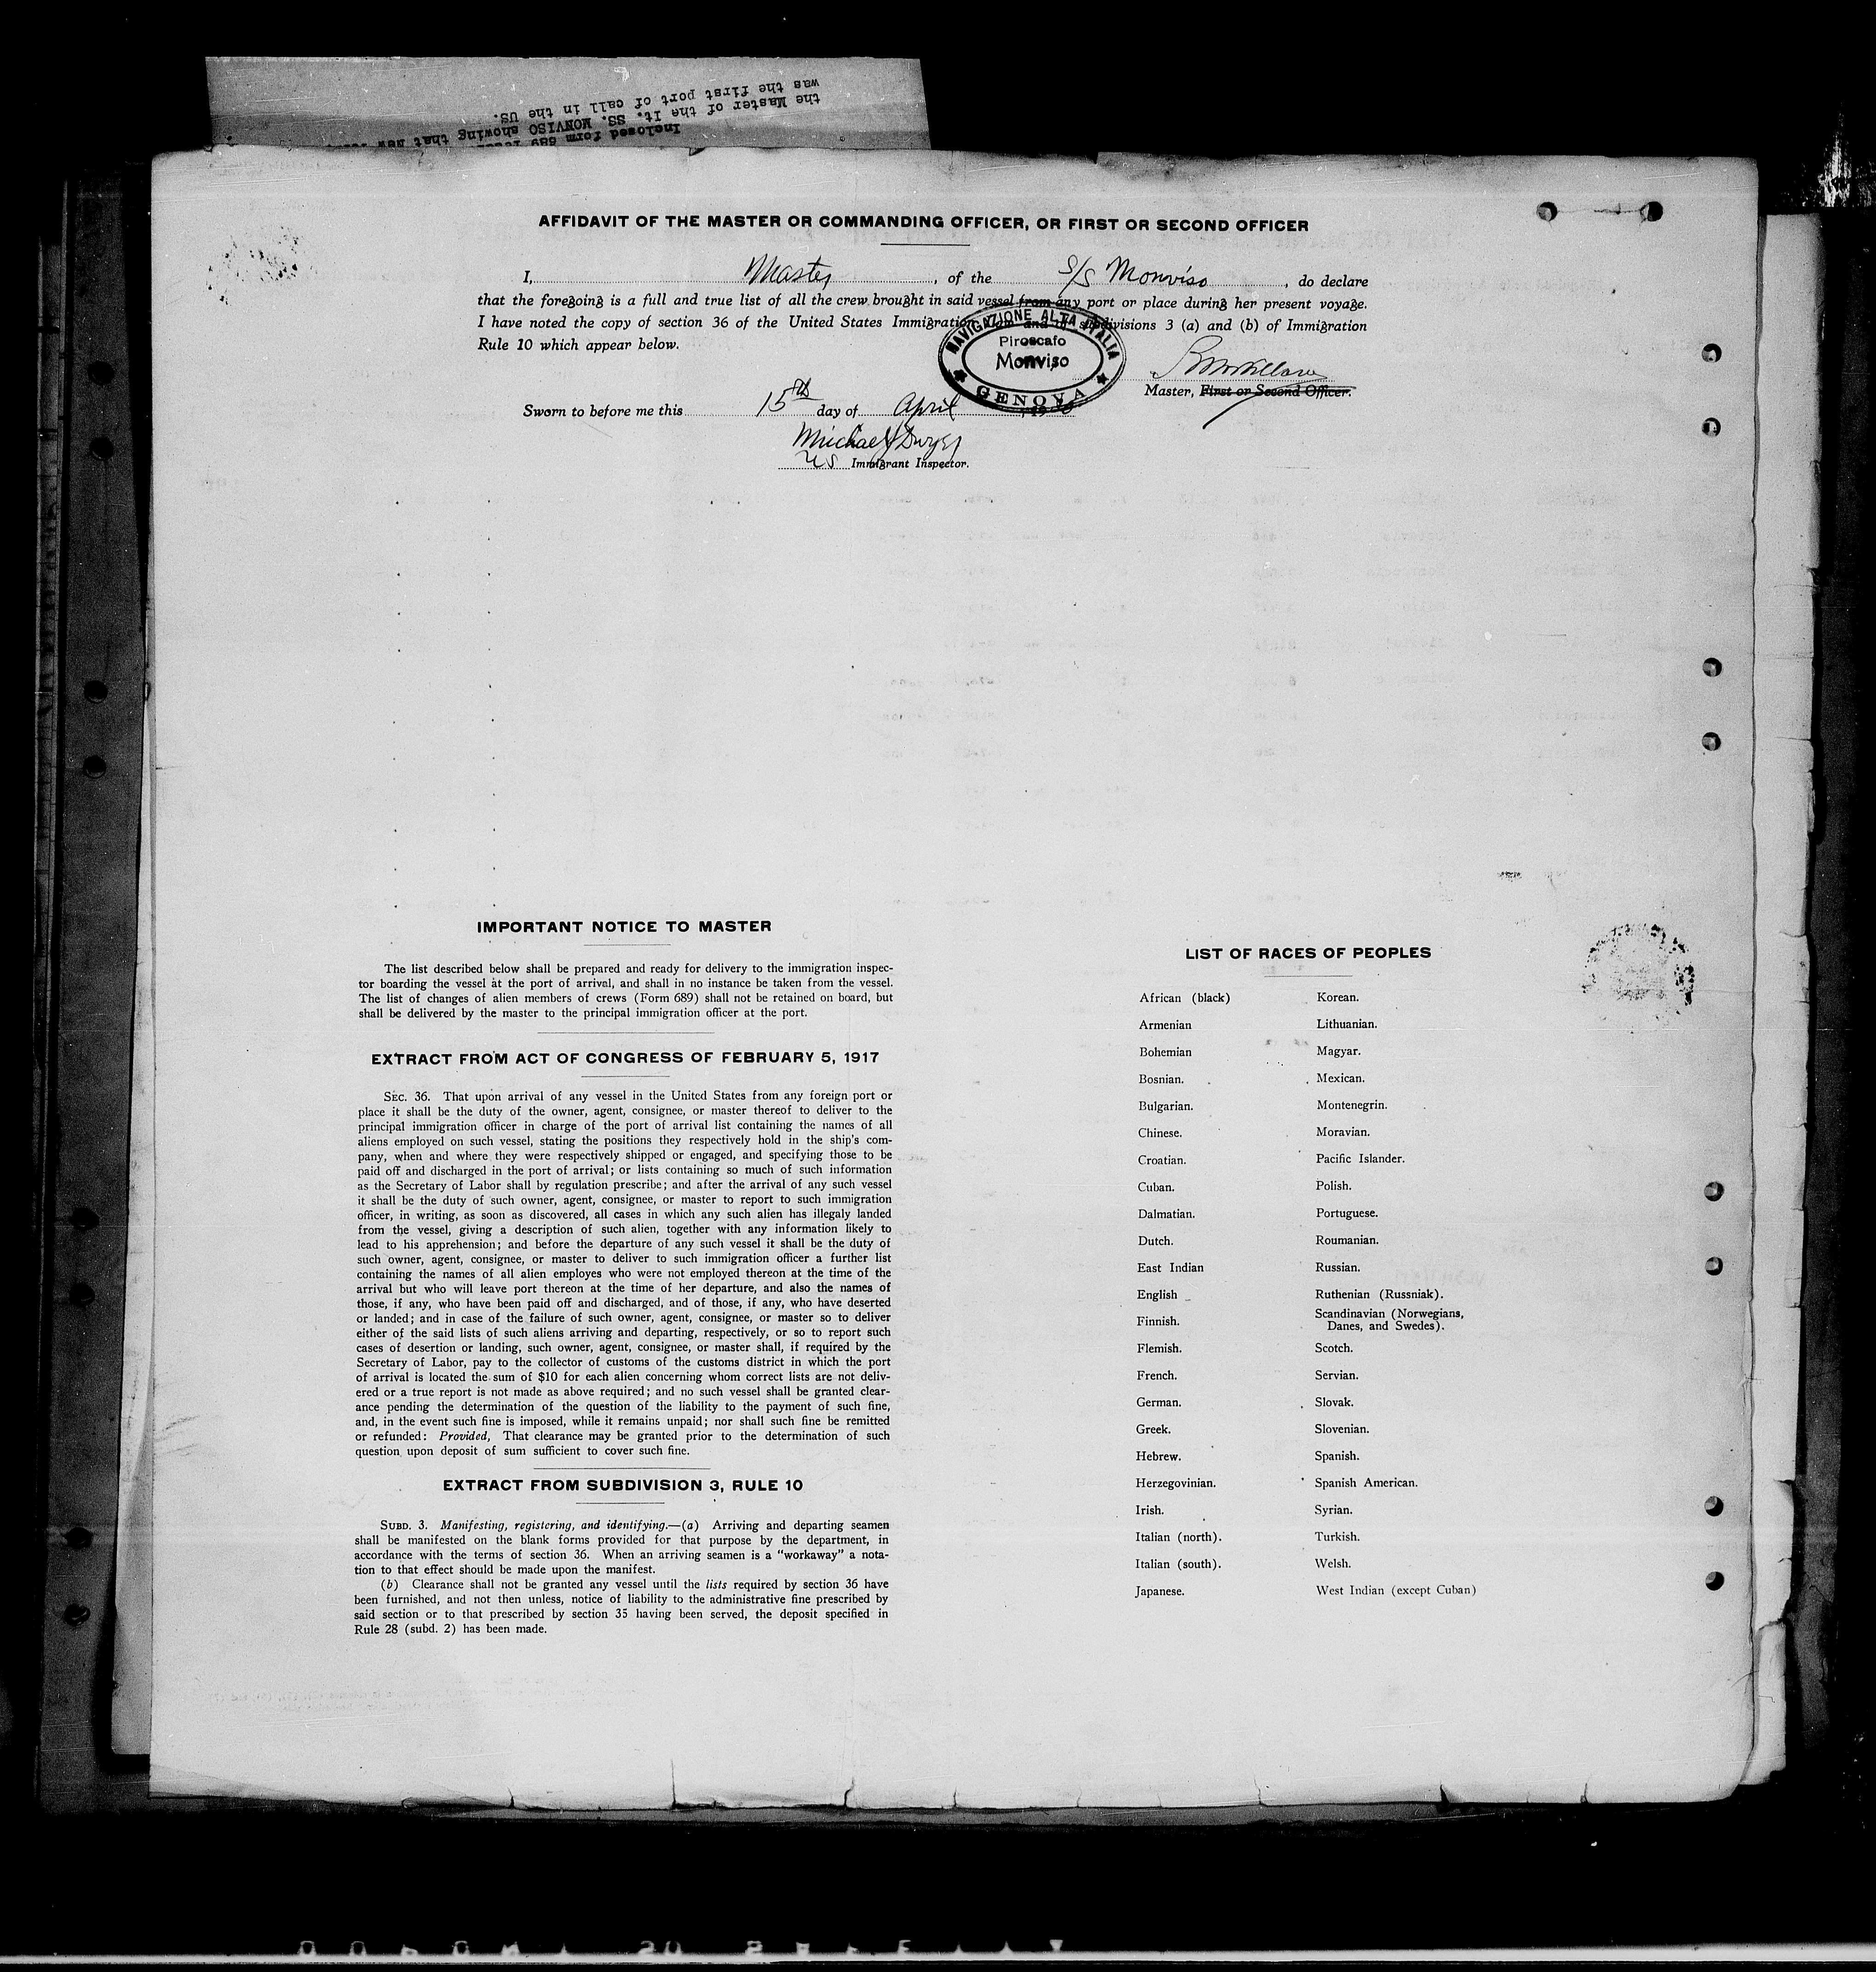 Inclosed form 689
the Master of the It. SS. MONVISO showing that New
was the first port of call in the US.
AFFIDAVIT OF THE MASTER OR COMMANDING OFFICER, OR FIRST OR SECOND OFFICER
I, Master, of the S/S Monviso, do declare
that the foregoing is a full and true list of all the crew brought in said vessel from any port or place during her present voyage.
I have noted the copy of section 36 of the United States Immigration and of subdivisions 3 (a) and (b) of Immigration
Rule 10 which appear below.
NAVIGAZIONE ALTA ITALIA
Piroscafo
Monviso
GENOVA
Master, First or Second Officer.
Sworn to before me this 15th day of April
Michael J Dwyer
US Immigrant Inspector.
IMPORTANT NOTICE TO MASTER
The list described below shall be prepared and ready for delivery to the immigration inspec-
tor boarding the vessel at the port of arrival, and shall in no instance be taken from the vessel.
The list of changes of alien members of crews (Form 689) shall not be retained on board, but
shall be delivered by the master to the principal immigration officer at the port.
EXTRACT FROM ACT OF CONGRESS OF FEBRUARY 5, 1917
SEC. 36. That upon arrival of any vessel in the United States from any foreign port or
place it shall be the duty of the owner, agent, consignee, or master thereof to deliver to the
principal immigration officer in charge of the port of arrival list containing the names of all
aliens employed on such vessel, stating the positions they respectively hold in the ship's com-
pany, when and where they were respectively shipped or engaged, and specifying those to be
paid off and discharged in the port of arrival; or lists containing so much of such information
as the Secretary of Labor shall by regulation prescribe; and after the arrival of any such vessel
it shall be the duty of such owner, agent, consignee, or master to report to such immigration
officer, in writing, as soon as discovered, all cases in which any such alien has illegaly landed
from the vessel, giving a description of such alien, together with any information likely to
lead to his apprehension; and before the departure of any such vessel it shall be the duty of
such owner, agent, consignee, or master to deliver to such immigration officer a further list
containing the names of all alien employes who were not employed thereon at the time of the
arrival but who will leave port thereon at the time of her departure, and also the names of
those, if any, who have been paid off and discharged, and of those, if any, who have deserted
or landed; and in case of the failure of such owner, agent, consignee, or master so to deliver
either of the said lists of such aliens arriving and departing, respectively, or so to report such
cases of desertion or landing, such owner, agent, consignee, or master shall, if required by the
Secretary of Labor, pay to the collector of customs of the customs district in which the port
of arrival is located the sum of $10 for each alien concerning whom correct lists are not deliv-
ered or a true report is not made as above required; and no such vessel shall be granted clear-
ance pending the determination of the question of the liability to the payment of such fine,
and, in the event such fine is imposed, while it remains unpaid; nor shall such fine be remitted
or refunded: Provided, That clearance may be granted prior to the determination of such
question upon deposit of sum sufficient to cover such fine.
EXTRACT FROM SUBDIVISION 3, RULE 10
SUBD. 3. Manifesting, registering, and identifying.—(a) Arriving and departing seamen
shall be manifested on the blank forms provided for that purpose by the department, in
accordance with the terms of section 36. When an arriving seamen is a "workaway" a nota-
tion to that effect should be made upon the manifest.
(b) Clearance shall not be granted any vessel until the lists required by section 36 have
been furnished, and not then unless, notice of liability to the administrative fine prescribed by
said section or to that prescribed by section 35 having been served, the deposit specified in
Rule 28 (subd. 2) has been made.
LIST OF RACES OF PEOPLES
African (black)
Armenian
Bohemian
Bosnian.
Bulgarian.
Chinese.
Croatian.
Cuban.
Dalmatian.
Dutch.
East Indian
English
Finnish.
Flemish.
French.
German.
Greek.
Hebrew.
Herzegovinian.
Irish.
Italian (north).
Italian (south).
Japanese.
Korean.
Lithuanian.
Magyar.
Mexican.
Montenegrin.
Moravian.
Pacific Islander.
Polish.
Portuguese.
Roumanian.
Russian.
Ruthenian (Russniak).
Scandinavian (Norwegians,
Danes, and Swedes).
Scotch.
Servian.
Slovak.
Slovenian.
Spanish.
Spanish American.
Syrian.
Turkish.
Welsh.
West Indian (except Cuban)